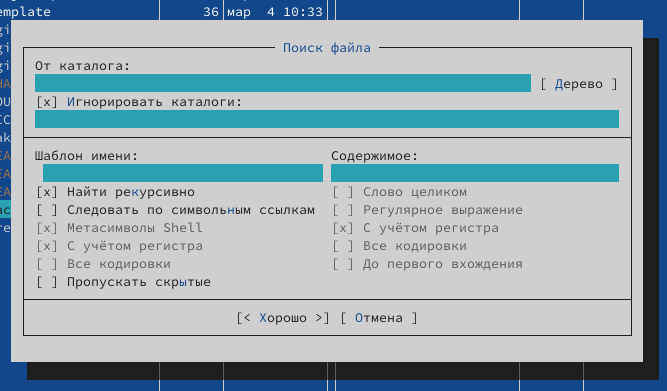 emplate 36 мар 4 10:33
Поиск файла
От каталога:
[ Дерево ]
[x] Игнорировать каталоги:
Шаблон имени: Содержимое:
[x] Найти рекурсивно [ ] Слово целиком
[ ] Следовать по символьным ссылкам [ ] Регулярное выражение
[x] Метасимволы Shell [x] С учётом регистра
[x] С учётом регистра [ ] Все кодировки
[ ] Все кодировки [ ] До первого вхождения
[ ] Пропускать скрытые
[< Хорошо >] [ Отмена ]